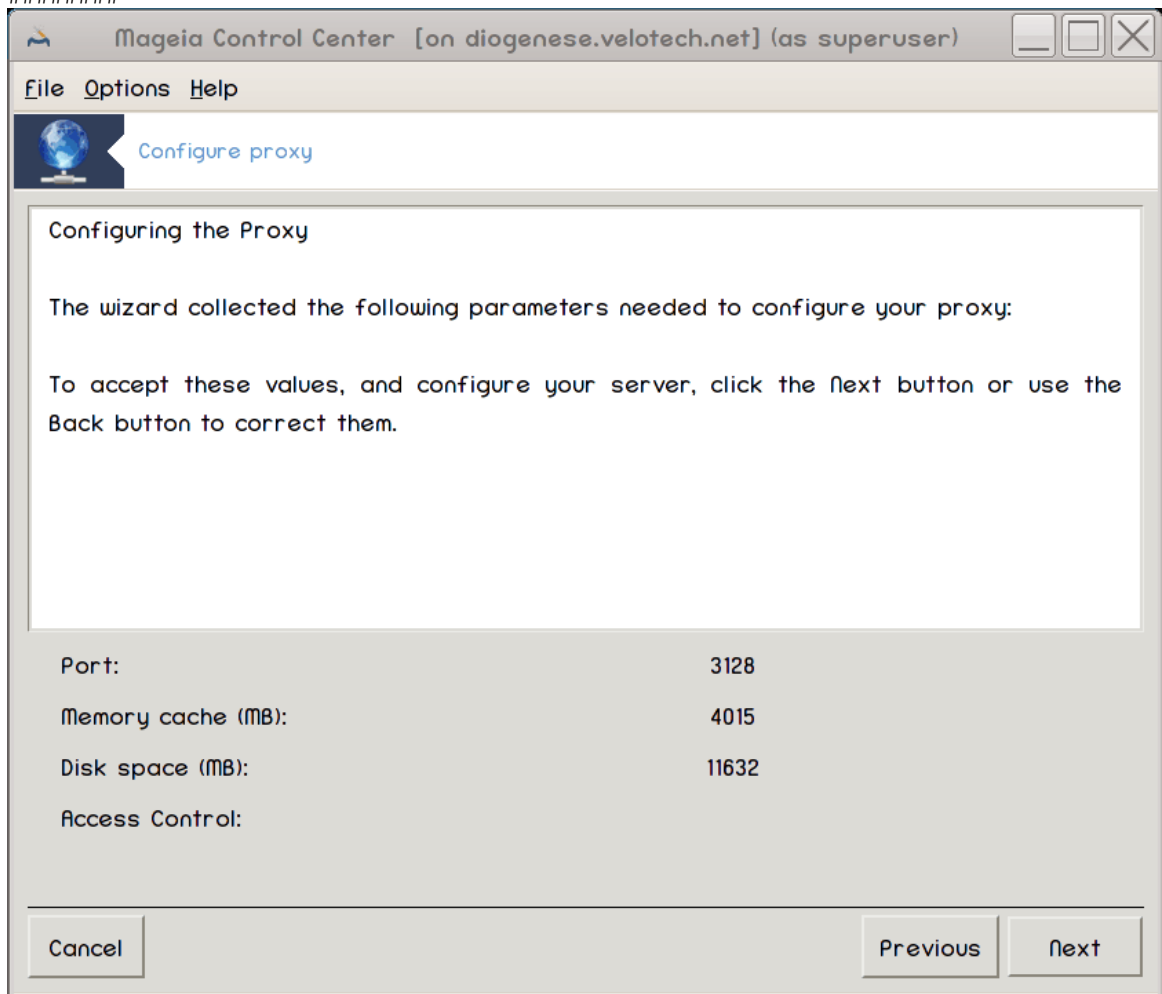 Mageia Control Center [on diogenese.velotech.net] (as superuser)
File Options Help
Configure proxy
Configuring the Proxy
The wizard collected the following parameters needed to configure your proxy:
To accept these values, and configure your server, click the Next button or use the
Back button to correct them.
Port: 3128
Memory cache (MB): 4015
Disk space (MB): 11632
Access Control:
Cancel Previous Next